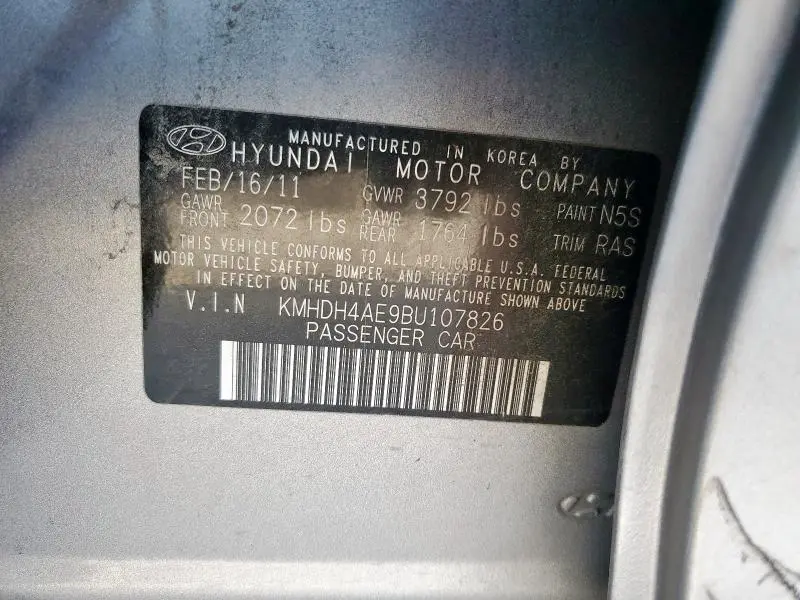 MANUFACTURED IN KOREA BY
HYUNDAI MOTOR COMPANY
FEB/16/11 GVWR 3792 lbs PAINT N5S
GAWR FRONT 2072 lbs GAWR REAR 1764 lbs TRIM RAS
THIS VEHICLE CONFORMS TO ALL APPLICABLE U.S.A. FEDERAL
MOTOR VEHICLE SAFETY, BUMPER, AND THEFT PREVENTION STANDARDS
IN EFFECT ON THE DATE OF MANUFACTURE SHOWN ABOVE
V.I.N KMHDH4AE9BU107826
PASSENGER CAR